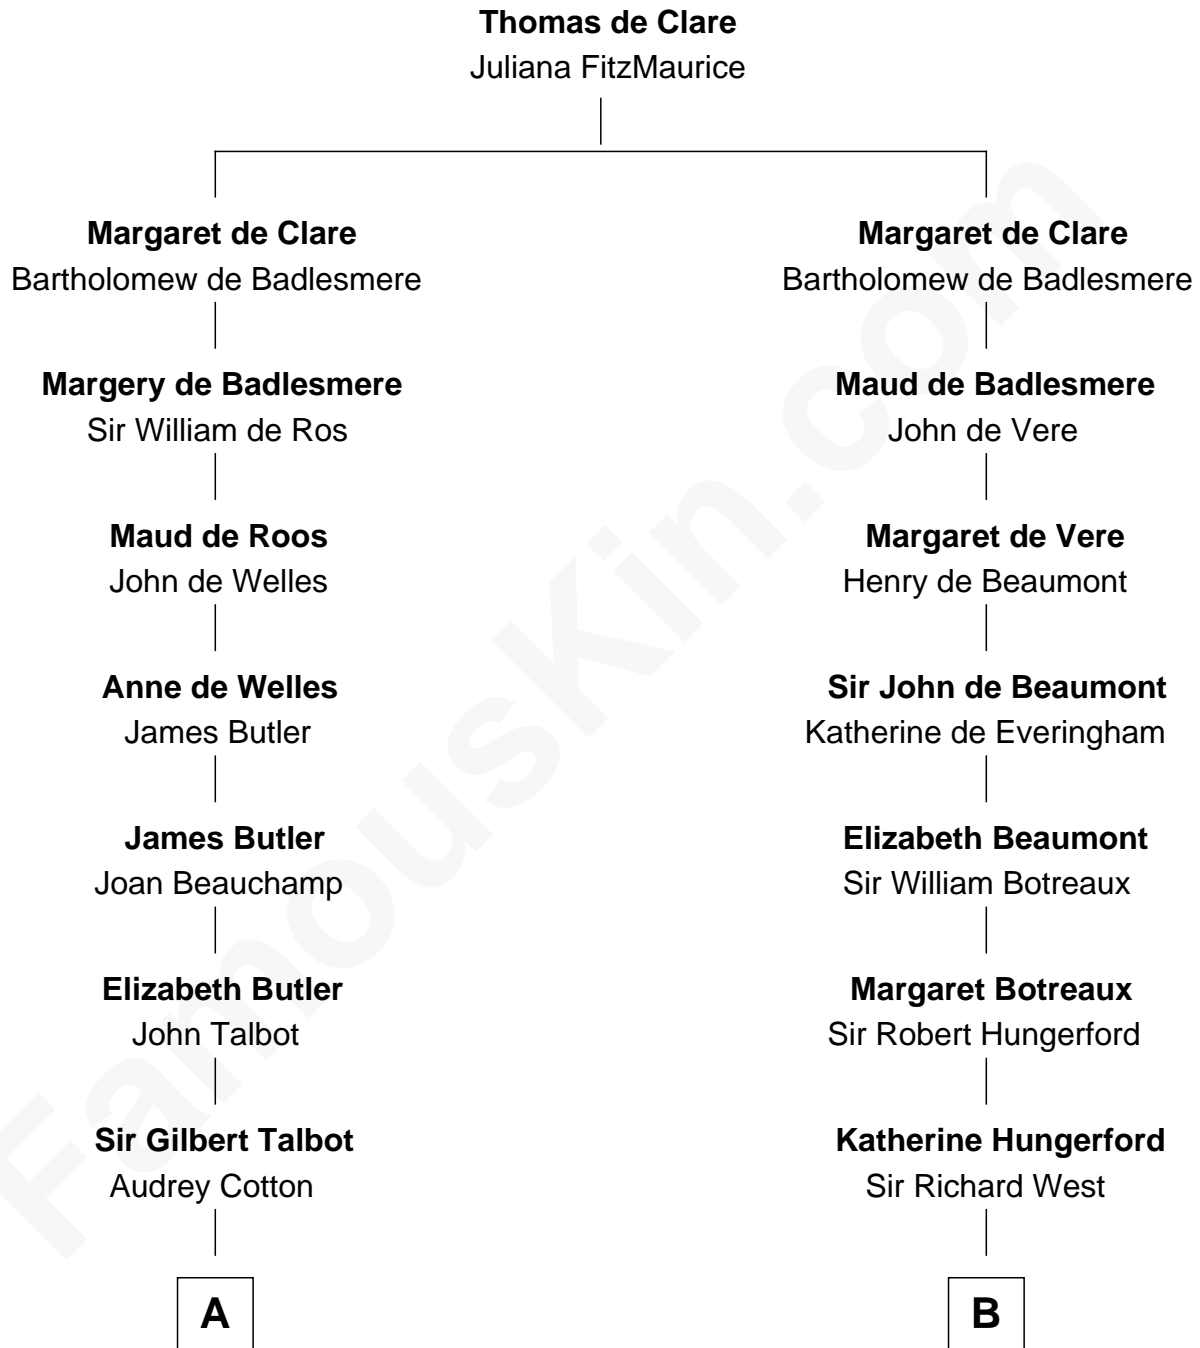 Thomas de Clare
Juliana FitzMaurice
Margaret de Clare
Bartholomew de Badlesmere
Margery de Badlesmere
Sir William de Ros
Maud de Roos
John de Welles
Anne de Welles
James Butler
James Butler
Joan Beauchamp
Elizabeth Butler
John Talbot
Sir Gilbert Talbot
Audrey Cotton
A
Margaret de Clare
Bartholomew de Badlesmere
Maud de Badlesmere
John de Vere
Margaret de Vere
Henry de Beaumont
Sir John de Beaumont
Katherine de Everingham
Elizabeth Beaumont
Sir William Botreaux
Margaret Botreaux
Sir Robert Hungerford
Katherine Hungerford
Sir Richard West
B
FamousKin.com